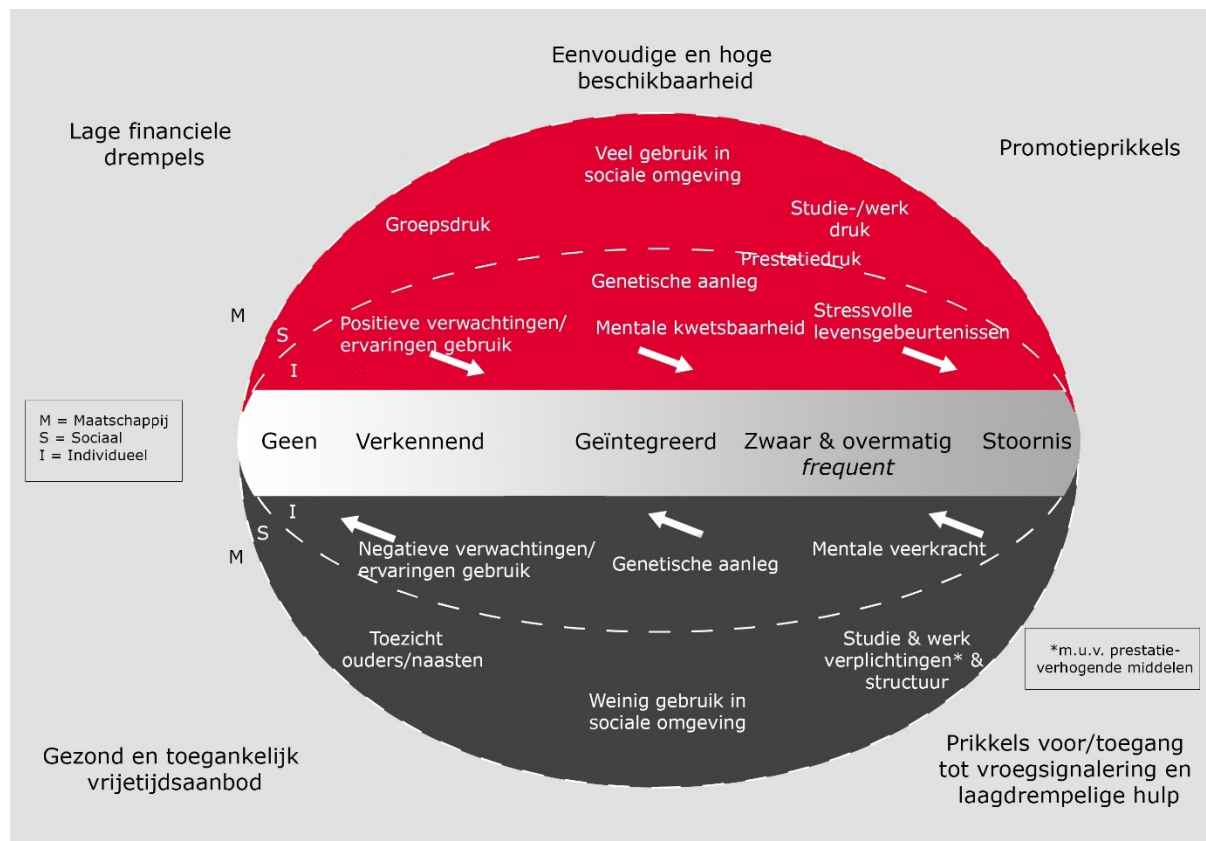 Eenvoudige en hoge
beschikbaarheid
Lage financiele
drempels
Promotieprikkels
Veel gebruik in
sociale omgeving
Groepsdruk
Studie-/werk
druk
Prestatiedruk
Genetische aanleg
M
S
I
Positieve verwachtingen/
ervaringen gebruik
Mentale kwetsbaarheid
Stressvolle
levensgebeurtenissen
M = Maatschappij
S = Sociaal
I = Individueel
Geen
Verkennend
Geïntegreerd
Zwaar & overmatig
frequent
Stoornis
I
S
M
Negatieve verwachtingen/
ervaringen gebruik
Genetische aanleg
Mentale veerkracht
Toezicht
ouders/naasten
Studie & werk
verplichtingen* &
structuur
Weinig gebruik in
sociale omgeving
*m.u.v. prestatie-
verhogende middelen
Gezond en toegankelijk
vrijetijdsaanbod
Prikkels voor/toegang
tot vroegsignalering en
laagdrempelige hulp